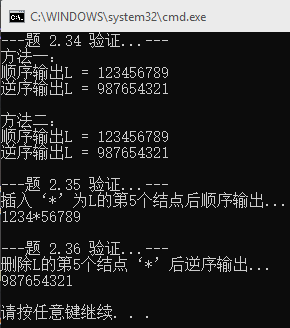 C:\WINDOWS\system32\cmd.exe
---题 2.34 验证...---
方法一：
顺序输出L = 123456789
逆序输出L = 987654321
方法二：
顺序输出L = 123456789
逆序输出L = 987654321
---题 2.35 验证...---
插入‘*’为L的第5个结点后顺序输出...
1234*56789
---题 2.36 验证...---
删除L的第5个结点‘*’后逆序输出...
987654321
请按任意键继续. . .